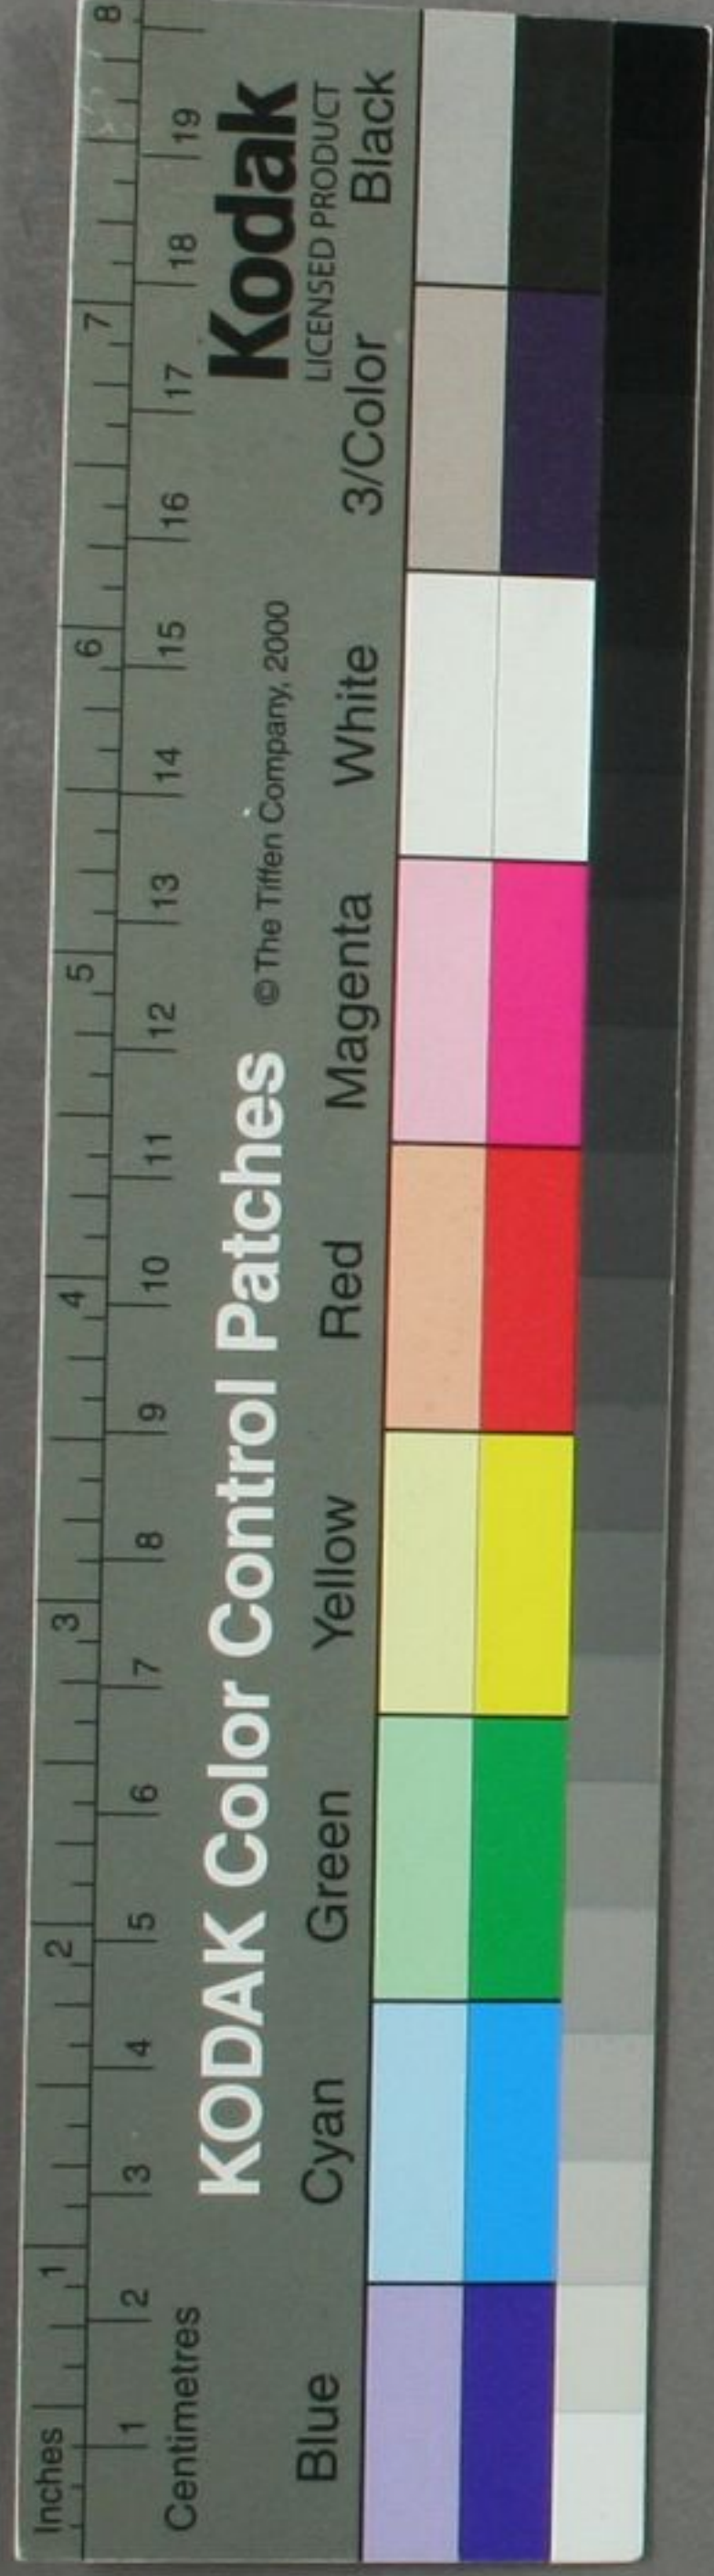 Inches 1 2 3 4 5 6 7 8
Centimetres 1 2 3 4 5 6 7 8 9 10 11 12 13 14 15 16 17 18 19
KODAK Color Control Patches © The Tiffen Company, 2000 Kodak
LICENSED PRODUCT
Blue Cyan Green Yellow Red Magenta White 3/Color Black